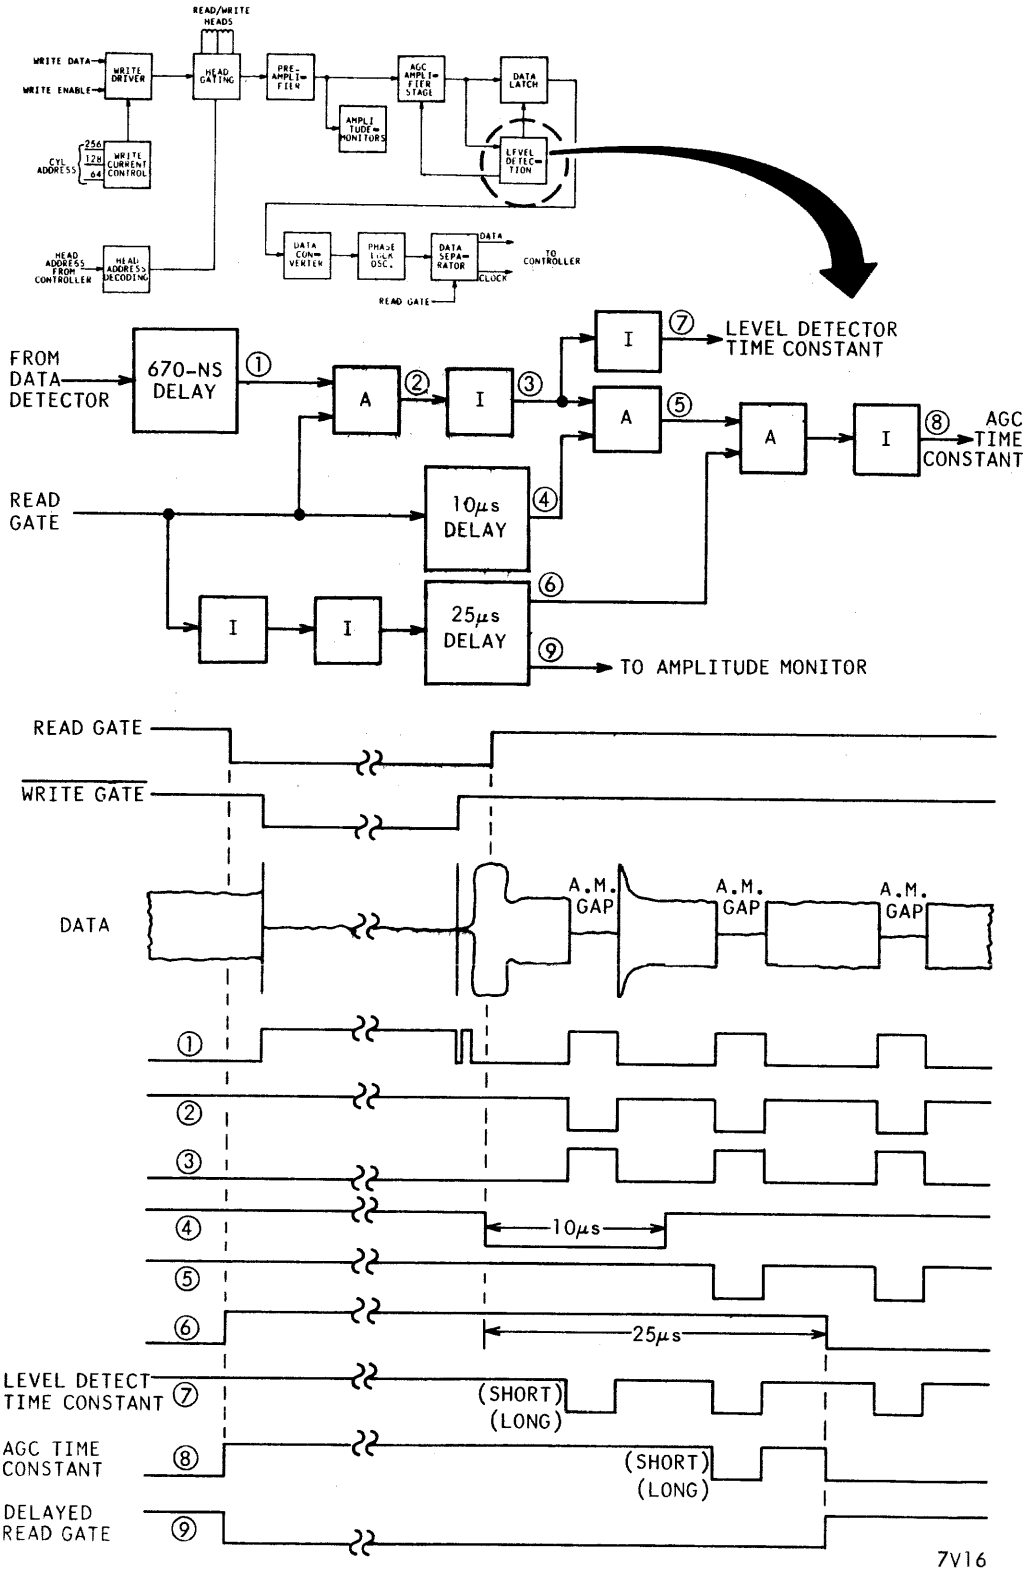 READ/WRITE
HEADS
WRITE DATA
WRITE ENABLE
WRITE
DRIVER
HEAD
GATING
PRE-
AMPLI-
FIER
AGC
AMPLI-
FIER
STAGE
DATA
LATCH
AMPLI
TUDE-
MONITORS
LEVEL
DETEC-
TION
CYL
ADDRESS
256
128
64
WRITE
CURRENT
CONTROL
HEAD
ADDRESS
FROM
CONTROLLER
HEAD
ADDRESS
DECODING
DATA
CON-
VERTER
PHASE
LOCK
OSC.
DATA
SEPA-
RATOR
DATA
CLOCK
TO
CONTROLLER
READ GATE
FROM
DATA
DETECTOR
670-NS
DELAY
①
A
②
I
③
I
⑦
LEVEL DETECTOR
TIME CONSTANT
A
⑤
A
I
⑧
AGC
TIME
CONSTANT
READ
GATE
10μs
DELAY
④
I
I
25μs
DELAY
⑥
⑨
TO AMPLITUDE MONITOR
READ GATE
WRITE GATE
DATA
A.M.
GAP
A.M.
GAP
A.M.
GAP
①
②
③
④
10μs
⑤
⑥
25μs
LEVEL DETECT
TIME CONSTANT ⑦
(SHORT)
(LONG)
AGC TIME
CONSTANT
⑧
(SHORT)
(LONG)
DELAYED
READ GATE
⑨
7V16